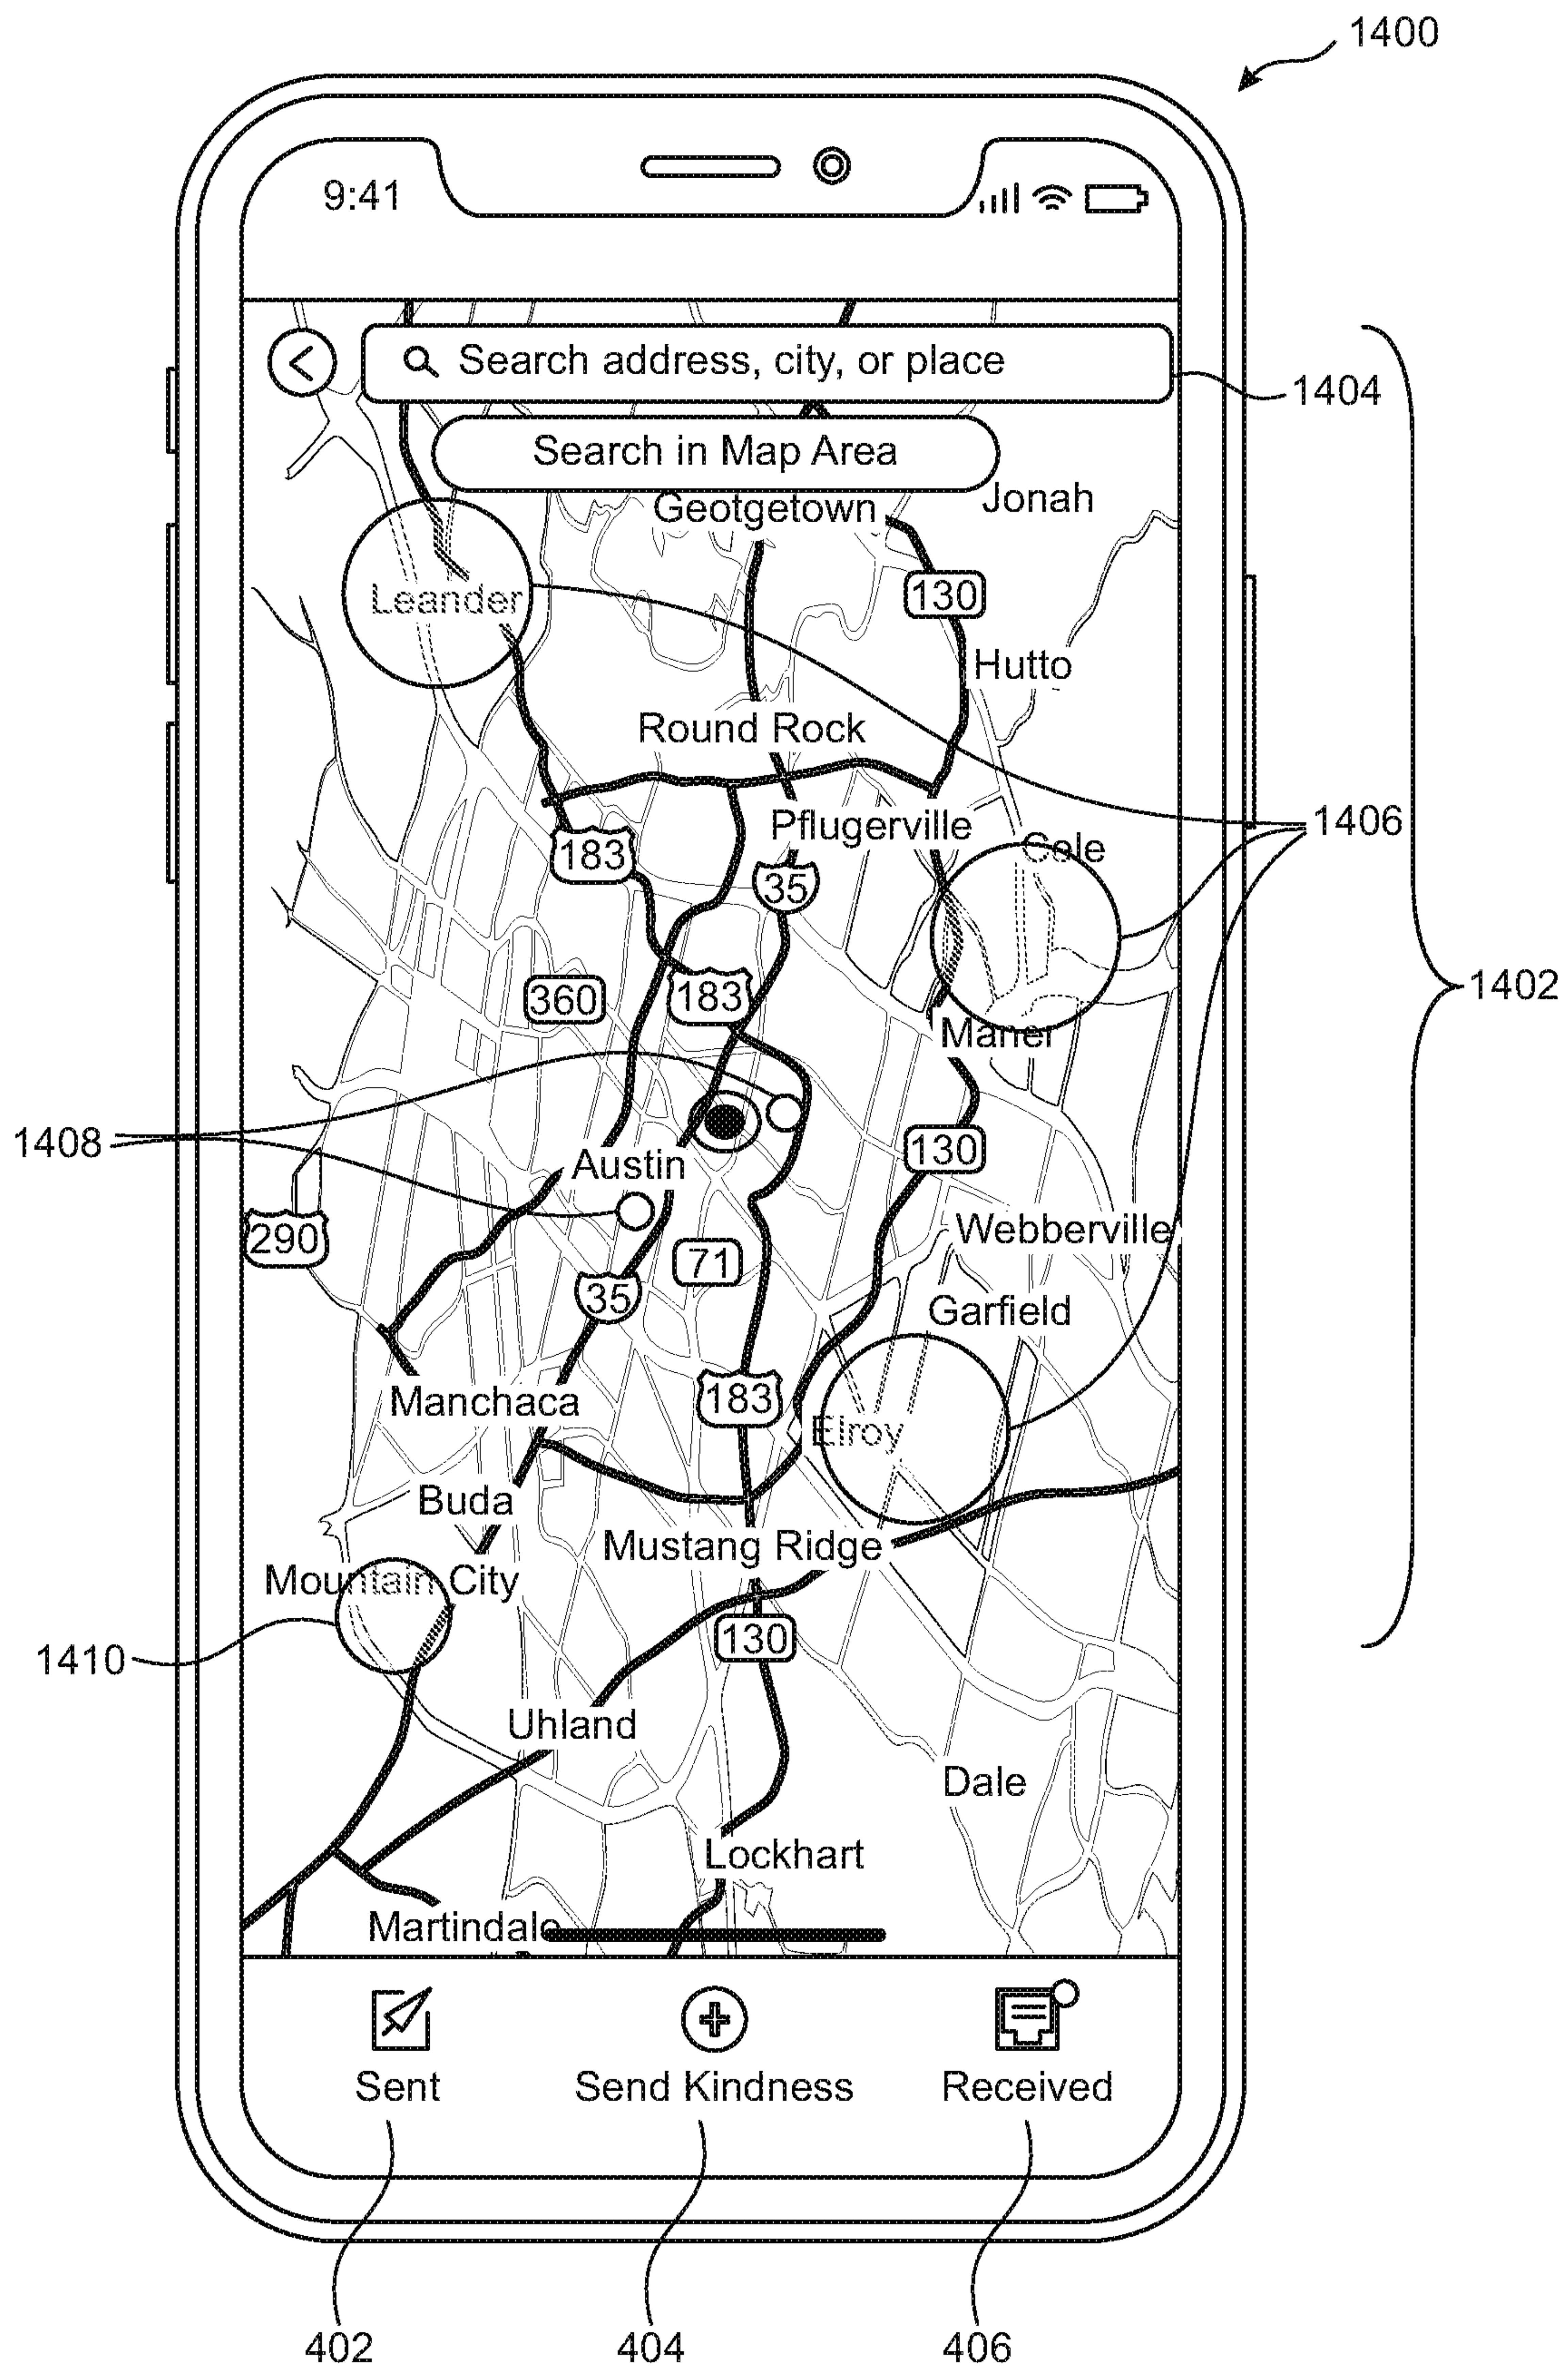 1400
9:41
Search address, city, or place
1404
Search in Map Area
Jonah
Geotgetown
130
Leander
Hutto
Round Rock
1406
Pflugerville
Cele
183
35
1402
360
183
Maner
1408
130
Austin
Webberville
290
71
35
Garfield
183
Manchaca
Elroy
Buda
Mustang Ridge
Mountain City
130
1410
Uhland
Dale
Lockhart
Martindale
Sent
Send Kindness
Received
402
404
406